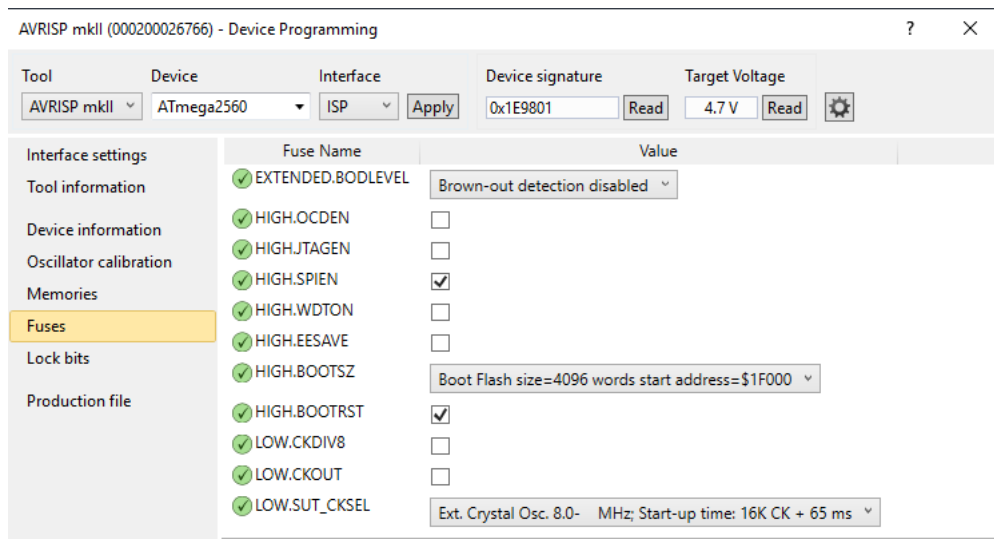 AVRISP mkII (000200026766) - Device Programming ? ×
Tool Device Interface Device signature Target Voltage
AVRISP mkII ATmega2560 ISP Apply 0x1E9801 Read 4.7 V Read
Interface settings
Tool information
Device information
Oscillator calibration
Memories
Fuses
Lock bits
Production file
Fuse Name Value
EXTENDED.BODLEVEL Brown-out detection disabled
HIGH.OCDEN
HIGH.JTAGEN
HIGH.SPIEN
HIGH.WDTON
HIGH.EESAVE
HIGH.BOOTSZ Boot Flash size=4096 words start address=$1F000
HIGH.BOOTRST
LOW.CKDIV8
LOW.CKOUT
LOW.SUT_CKSEL Ext. Crystal Osc. 8.0- MHz; Start-up time: 16K CK + 65 ms